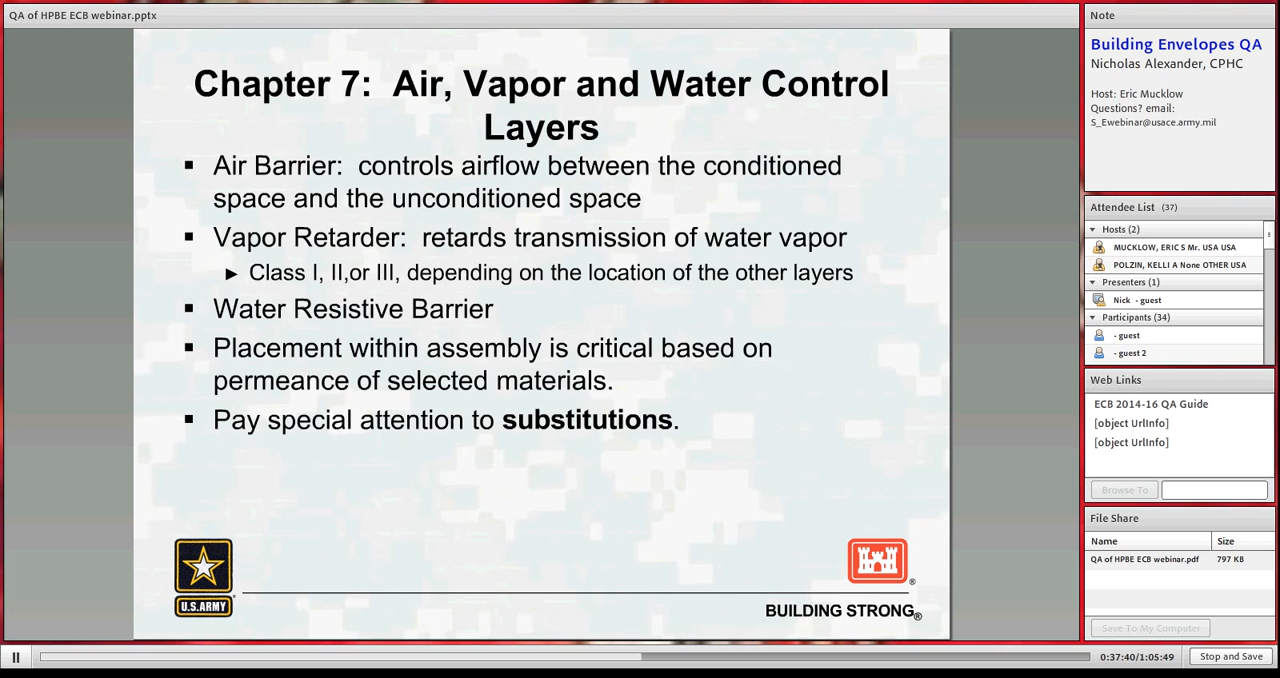 QA of HPBE ECB webinar.pptx
Chapter 7:  Air, Vapor and Water Control
Layers
▪ Air Barrier:  controls airflow between the conditioned
space and the unconditioned space
▪ Vapor Retarder:  retards transmission of water vapor
► Class I, II,or III, depending on the location of the other layers
▪ Water Resistive Barrier
▪ Placement within assembly is critical based on
permeance of selected materials.
▪ Pay special attention to substitutions.
U.S.ARMY
®
BUILDING STRONG®
Note
Building Envelopes QA
Nicholas Alexander, CPHC
Host: Eric Mucklow
Questions? email:
S_Ewebinar@usace.army.mil
Attendee List (37)
Hosts (2)
MUCKLOW, ERIC S Mr. USA USA
POLZIN, KELLI A None OTHER USA
Presenters (1)
Nick - guest
Participants (34)
- guest
- guest 2
Web Links
ECB 2014-16 QA Guide
[object UrlInfo]
[object UrlInfo]
Browse To
File Share
Name Size
QA of HPBE ECB webinar.pdf 797 KB
Save To My Computer
0:37:40/1:05:49 Stop and Save